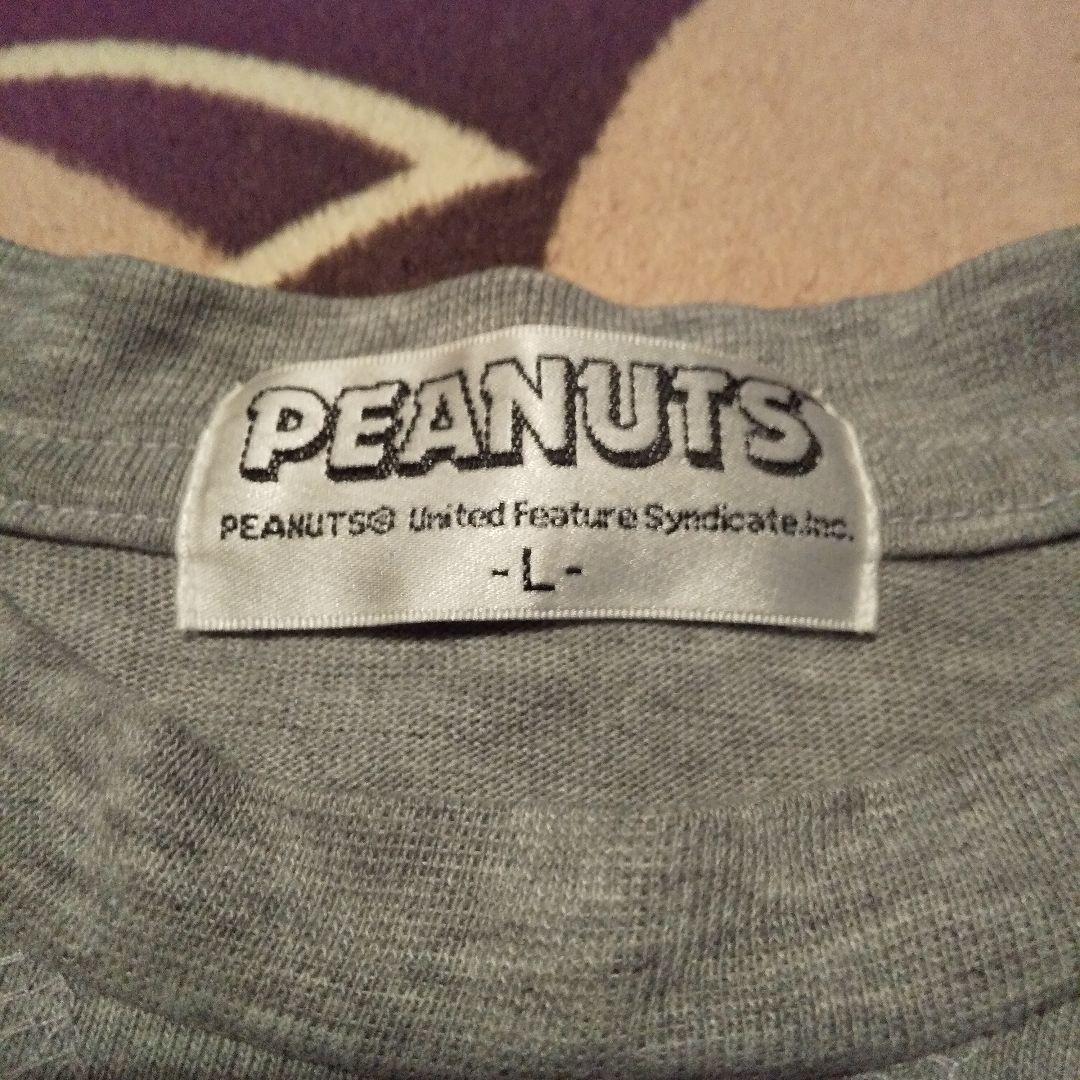 PEANUTS
PEANUTS© United Feature Syndicate.Inc.
-L-